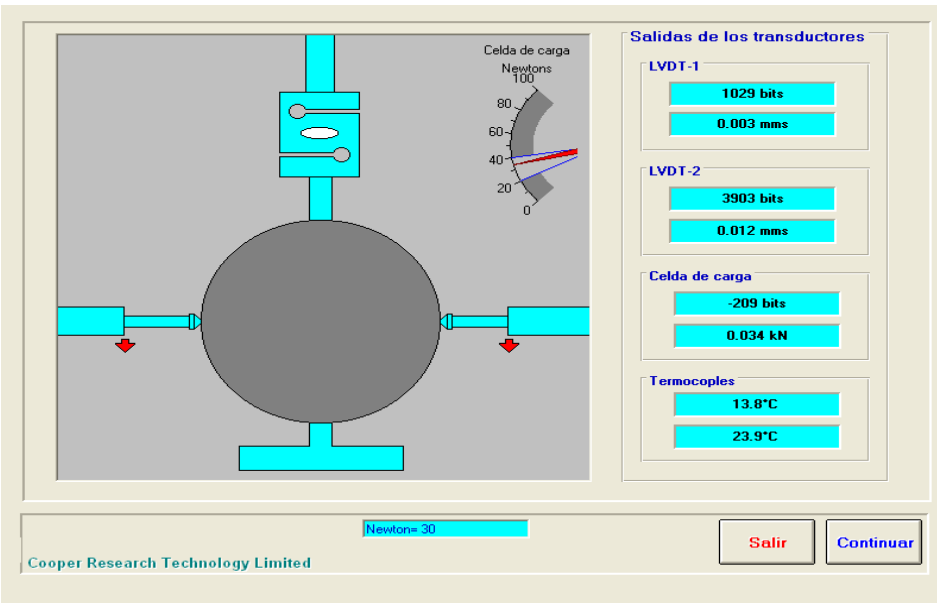 Celda de carga
Newtons
100
80
60
40
20
0
Salidas de los transductores
LVDT-1
1029 bits
0.003 mms
LVDT-2
3903 bits
0.012 mms
Celda de carga
-209 bits
0.034 kN
Termocoples
13.8°C
23.9°C
Newton= 30
Salir
Continuar
Cooper Research Technology Limited